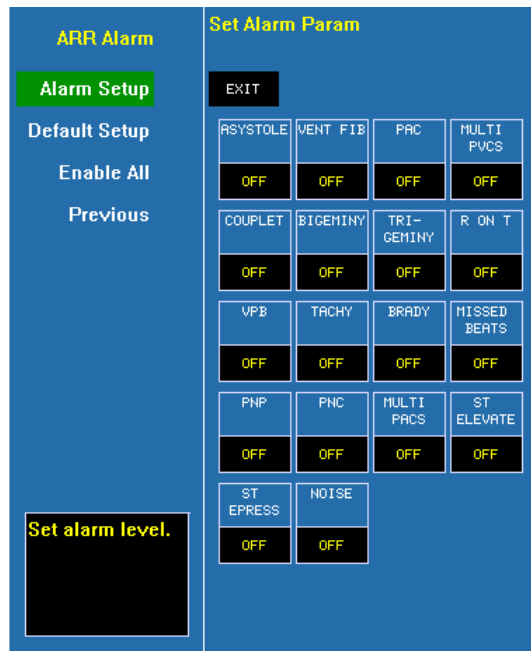 ARR Alarm
Alarm Setup
Default Setup
Enable All
Previous
Set alarm level.
Set Alarm Param
EXIT
ASYSTOLE VENT FIB PAC MULTI
PVCS
OFF OFF OFF OFF
COUPLET BIGEMINY TRI- R ON T
GEMINY
OFF OFF OFF OFF
VPB TACHY BRADY MISSED
BEATS
OFF OFF OFF OFF
PNP PNC MULTI ST
PACS ELEVATE
OFF OFF OFF OFF
ST NOISE
EPRESS
OFF OFF